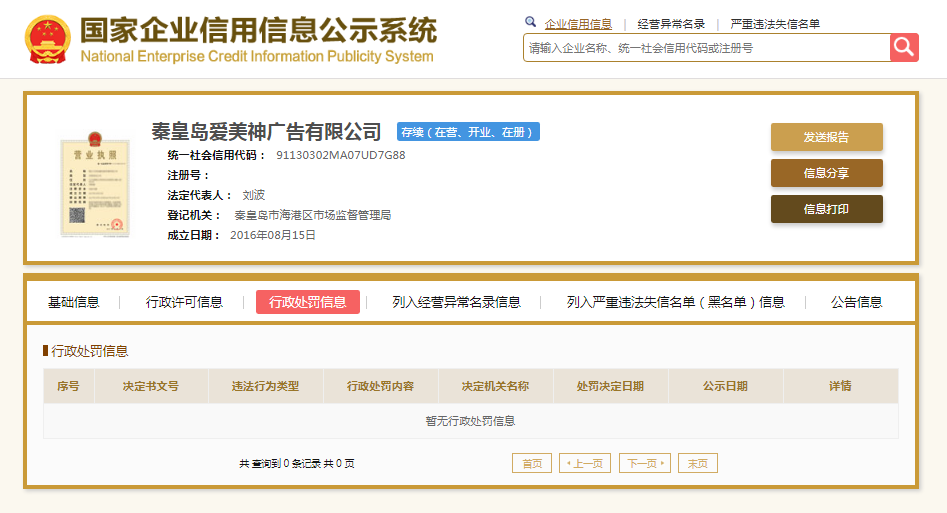 国家企业信用信息公示系统
National Enterprise Credit Information Publicity System
企业信用信息 | 经营异常名录 | 严重违法失信名单
请输入企业名称、统一社会信用代码或注册号
秦皇岛爱美神广告有限公司 存续（在营、开业、在册）
统一社会信用代码： 91130302MA07UD7G88
注册号：
法定代表人： 刘波
登记机关： 秦皇岛市海港区市场监督管理局
成立日期： 2016年08月15日
营业执照
发送报告
信息分享
信息打印
基础信息 | 行政许可信息 | 行政处罚信息 | 列入经营异常名录信息 | 列入严重违法失信名单（黑名单）信息 | 公告信息
行政处罚信息
序号 决定书文号 违法行为类型 行政处罚内容 决定机关名称 处罚决定日期 公示日期 详情
暂无行政处罚信息
共 查询到 0 条记录 共 0 页 首页 上一页 下一页 末页